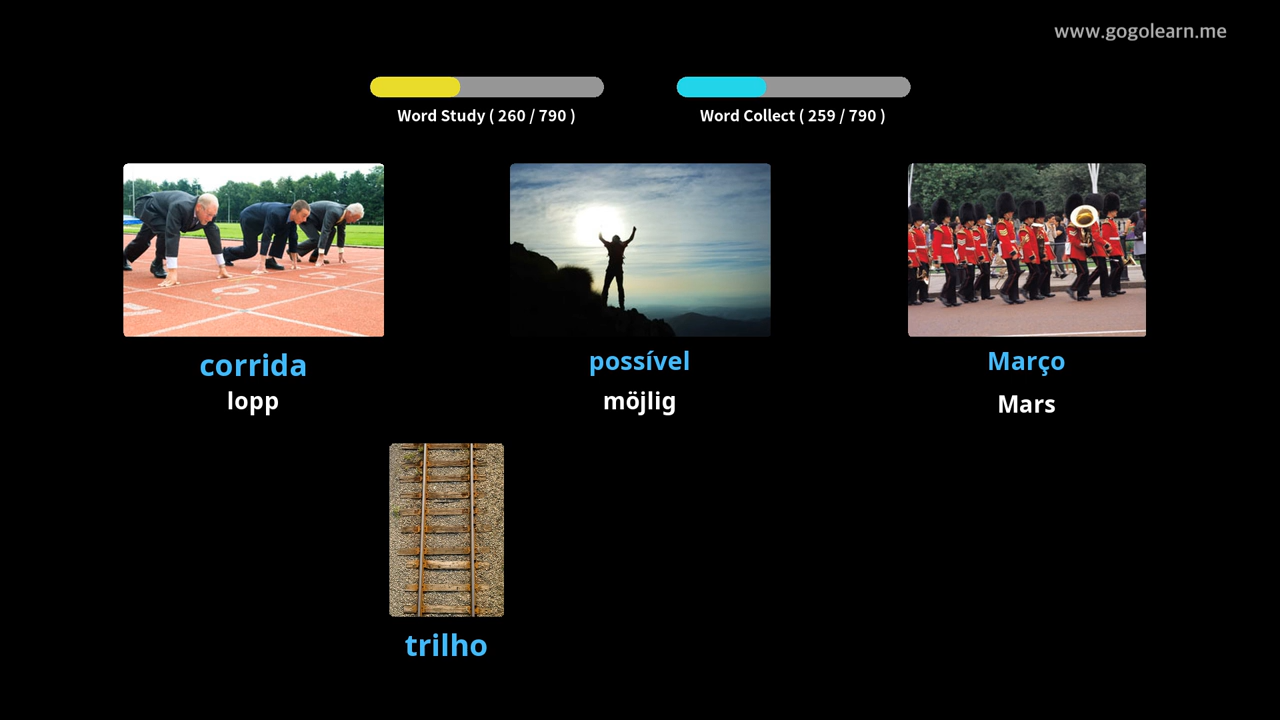 www.gogolearn.me
Word Study ( 260 / 790 )
Word Collect ( 259 / 790 )
corrida
lopp
possível
möjlig
Março
Mars
trilho